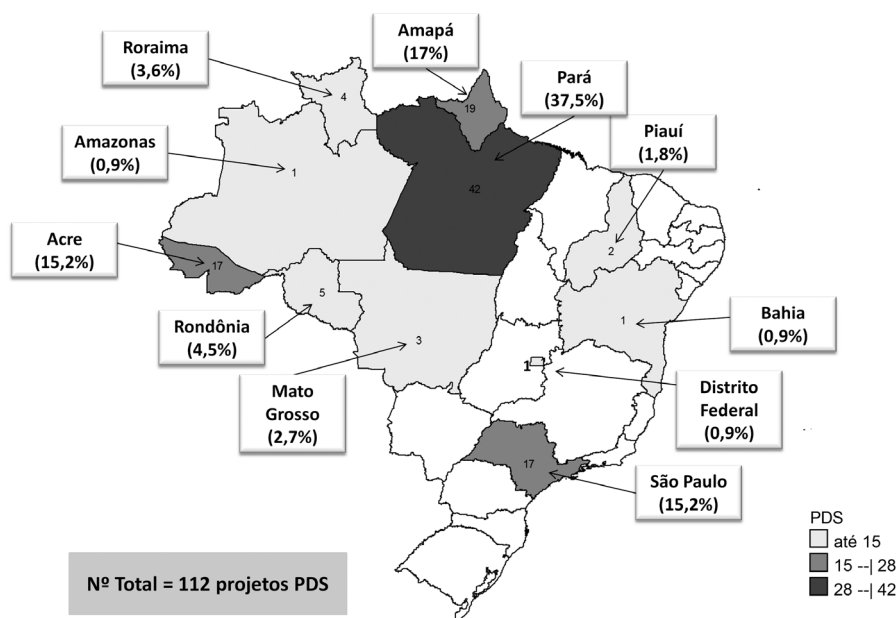 Roraima
(3,6%)
Amapá
(17%)
Pará
(37,5%)
Piauí
(1,8%)
Amazonas
(0,9%)
Acre
(15,2%)
Rondônia
(4,5%)
Mato
Grosso
(2,7%)
Bahia
(0,9%)
Distrito
Federal
(0,9%)
São Paulo
(15,2%)
4
19
1
42
17
2
5
1
3
1
17
PDS
até 15
15 --| 28
28 --| 42
Nº Total = 112 projetos PDS